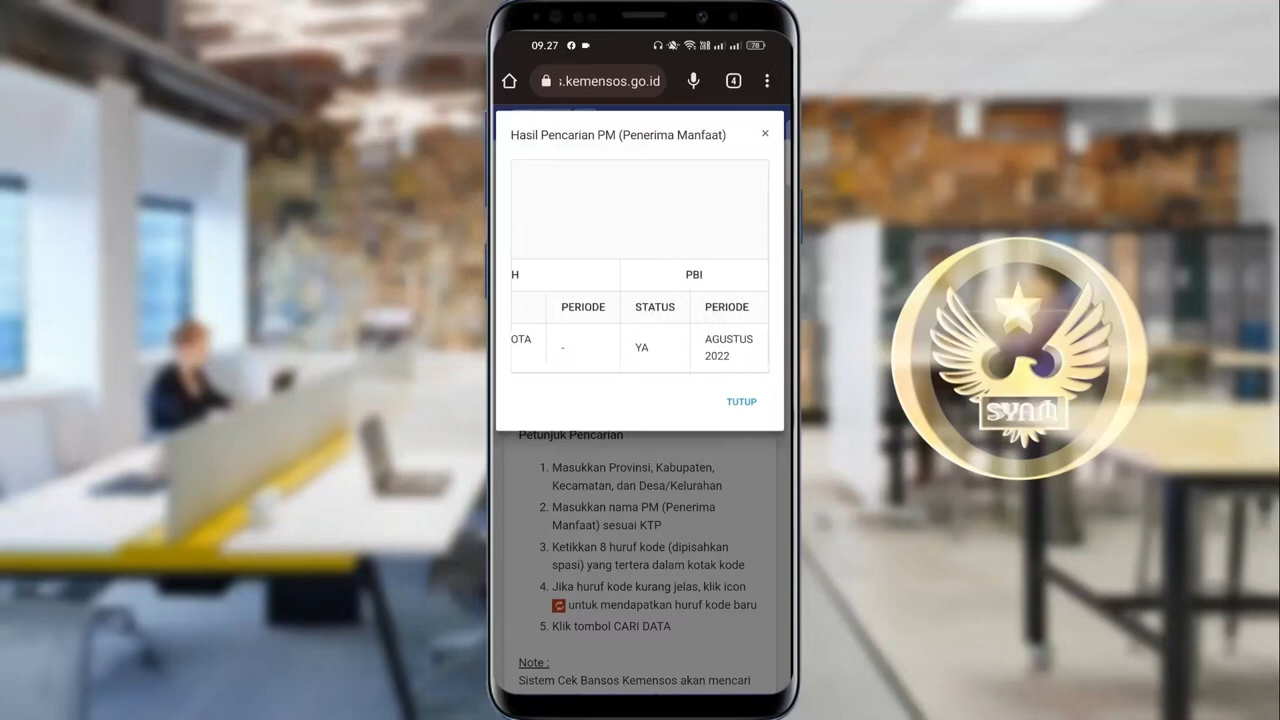 09.27
78
.kemensos.go.id
4
Hasil Pencarian PM (Penerima Manfaat)
×
H
PBI
PERIODE
STATUS
PERIODE
OTA
-
YA
AGUSTUS
2022
TUTUP
Petunjuk Pencarian
1. Masukkan Provinsi, Kabupaten,
Kecamatan, dan Desa/Kelurahan
2. Masukkan nama PM (Penerima
Manfaat) sesuai KTP
3. Ketikkan 8 huruf kode (dipisahkan
spasi) yang tertera dalam kotak kode
4. Jika huruf kode kurang jelas, klik icon
untuk mendapatkan huruf kode baru
5. Klik tombol CARI DATA
Note :
Sistem Cek Bansos Kemensos akan mencari